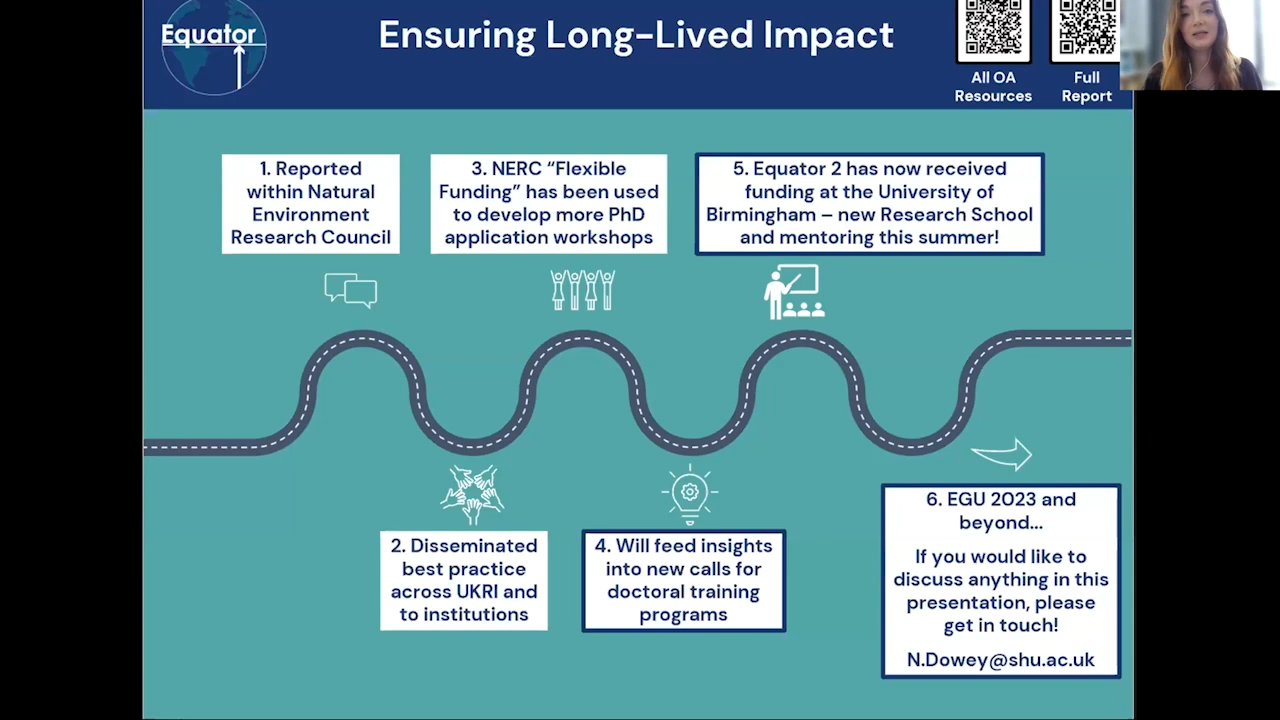 Equator
Ensuring Long-Lived Impact
All OA
Resources
Full
Report
1. Reported
within Natural
Environment
Research Council
3. NERC “Flexible
Funding” has been used
to develop more PhD
application workshops
5. Equator 2 has now received
funding at the University of
Birmingham – new Research School
and mentoring this summer!
2. Disseminated
best practice
across UKRI and
to institutions
4. Will feed insights
into new calls for
doctoral training
programs
6. EGU 2023 and
beyond...
If you would like to
discuss anything in this
presentation, please
get in touch!
N.Dowey@shu.ac.uk